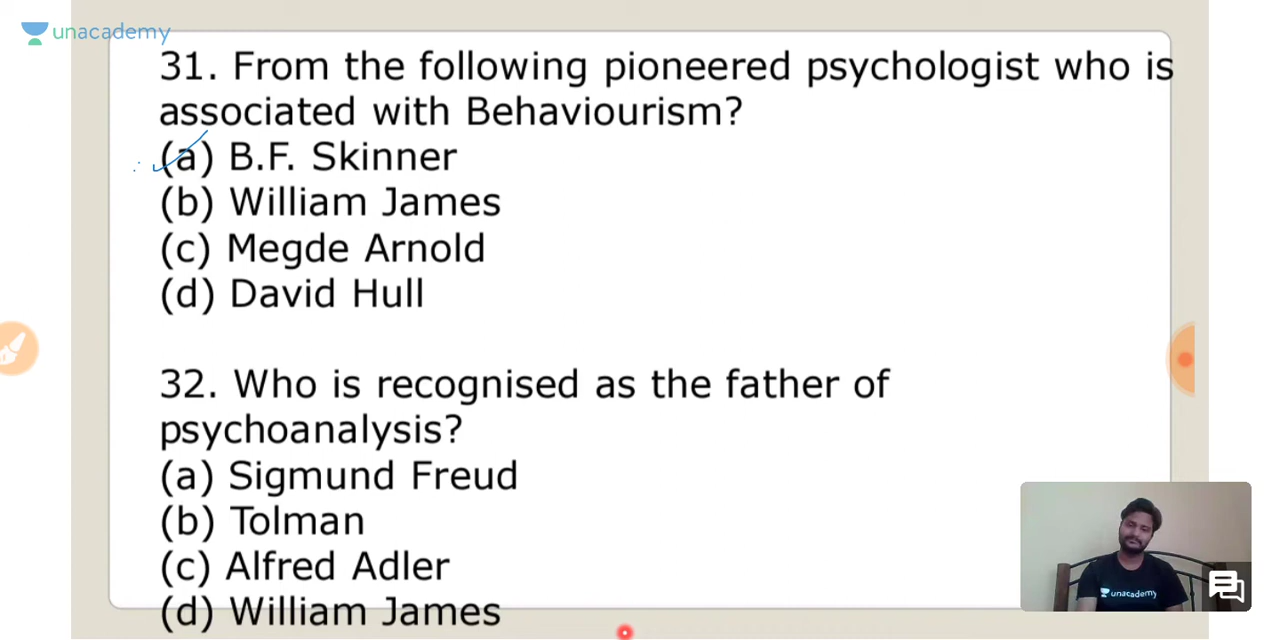 unacademy
31. From the following pioneered psychologist who is
associated with Behaviourism?
(a) B.F. Skinner
(b) William James
(c) Megde Arnold
(d) David Hull
32. Who is recognised as the father of
psychoanalysis?
(a) Sigmund Freud
(b) Tolman
(c) Alfred Adler
(d) William James
unacademy